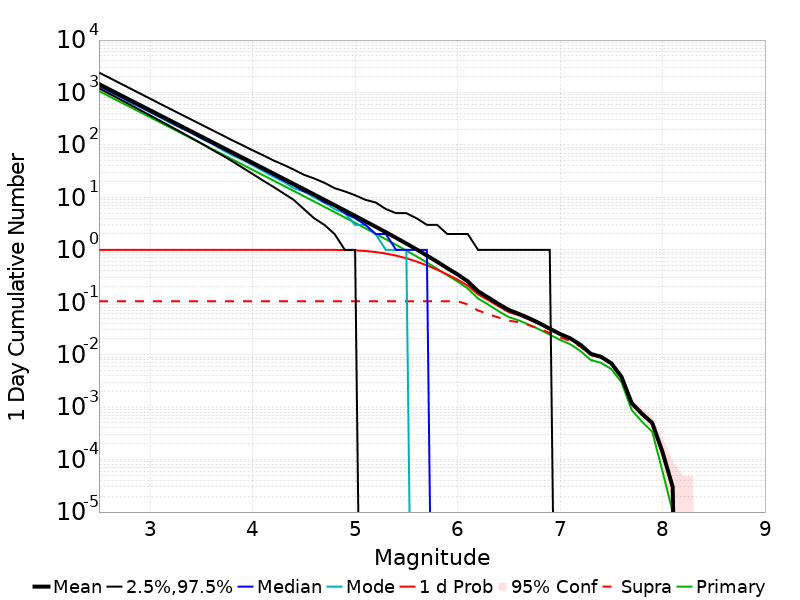 10^4
10^3
10^2
10^1
10^0
10^-1
10^-2
10^-3
10^-4
10^-5
1 Day Cumulative Number
3 4 5 6 7 8 9
Magnitude
Mean 2.5%,97.5% Median Mode 1 d Prob 95% Conf Supra Primary